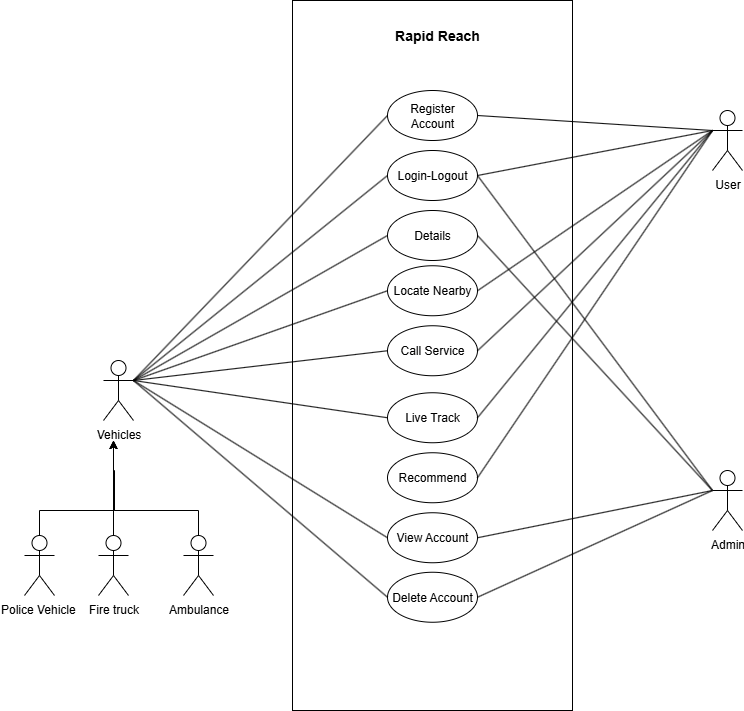 Rapid Reach
Register
Account
Login-Logout
Details
Locate Nearby
Call Service
Live Track
Recommend
View Account
Delete Account
User
Admin
Vehicles
Police Vehicle
Fire truck
Ambulance